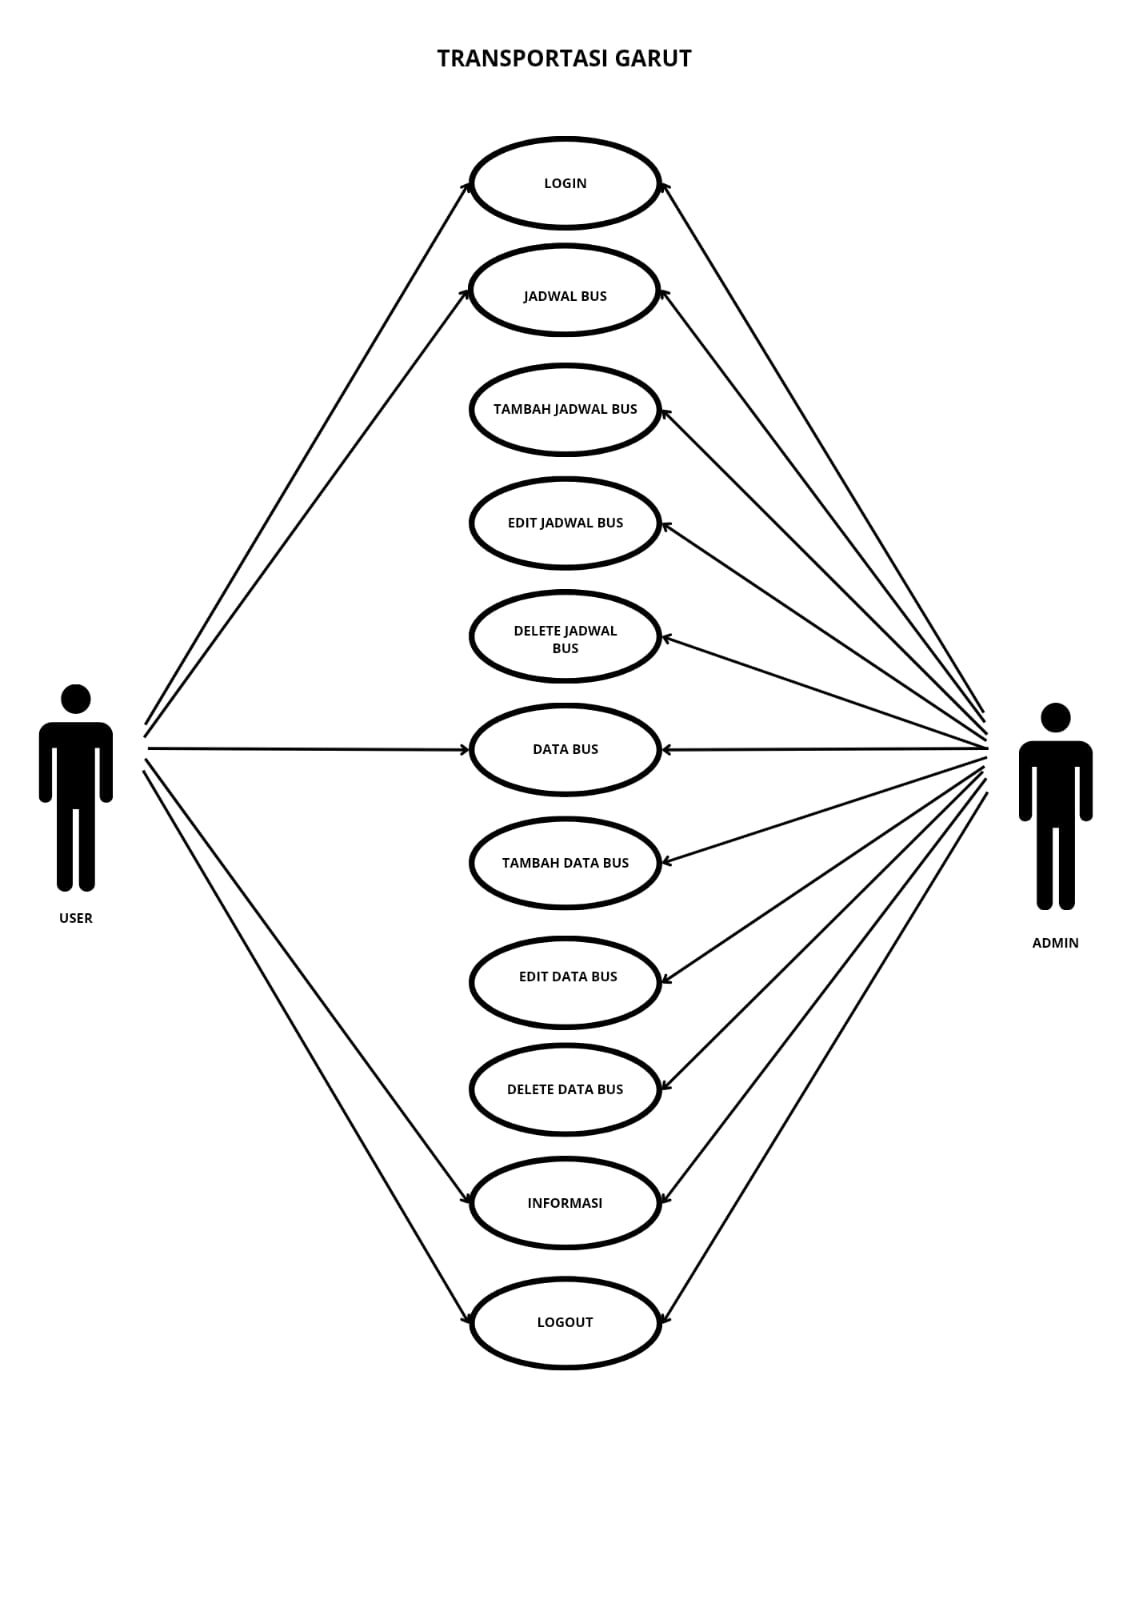 TRANSPORTASI GARUT
LOGIN
JADWAL BUS
TAMBAH JADWAL BUS
EDIT JADWAL BUS
DELETE JADWAL
BUS
DATA BUS
TAMBAH DATA BUS
USER
ADMIN
EDIT DATA BUS
DELETE DATA BUS
INFORMASI
LOGOUT